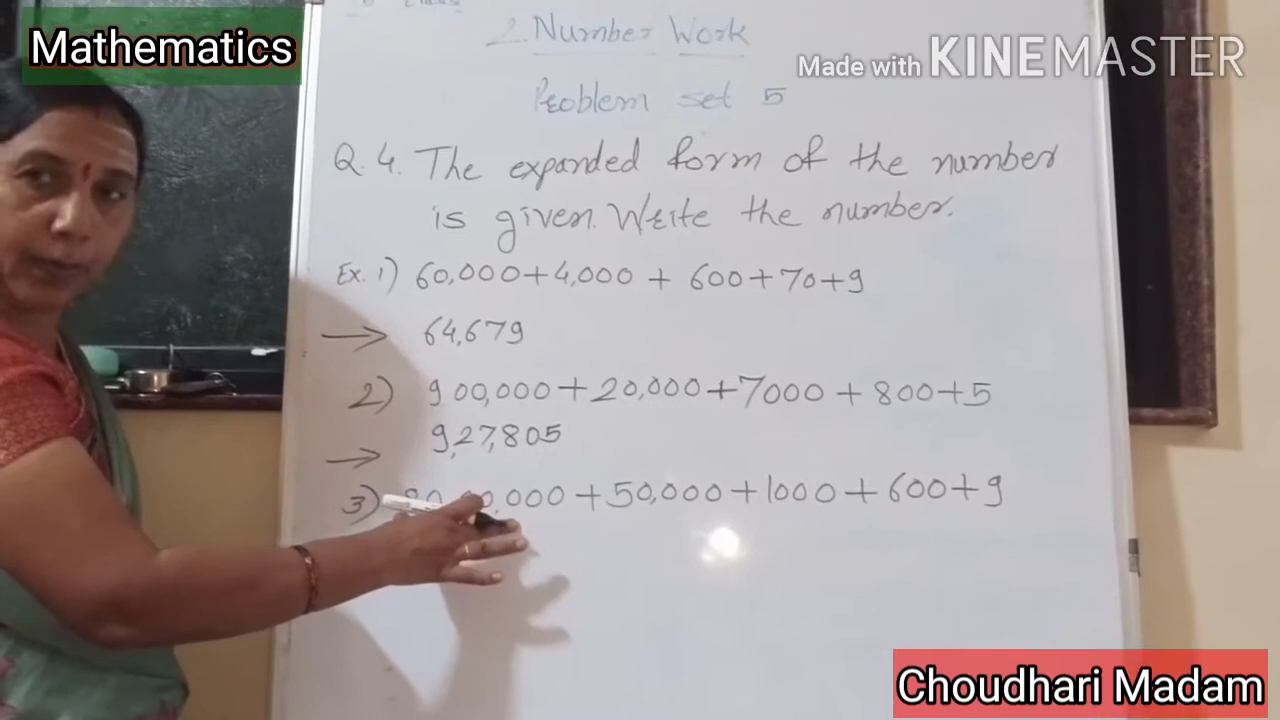 Mathematics
Made with KINEMASTER
2. Number Work
Problem set 5
Q. 4. The expanded form of the number
is given. Write the number.
Ex. 1) 60,000+4,000 + 600+70+9
→ 64,679
2) 9 00,000+20,000+7000 + 800+5
→ 9,27,805
3) +50,000+1000+600+9
Choudhari Madam